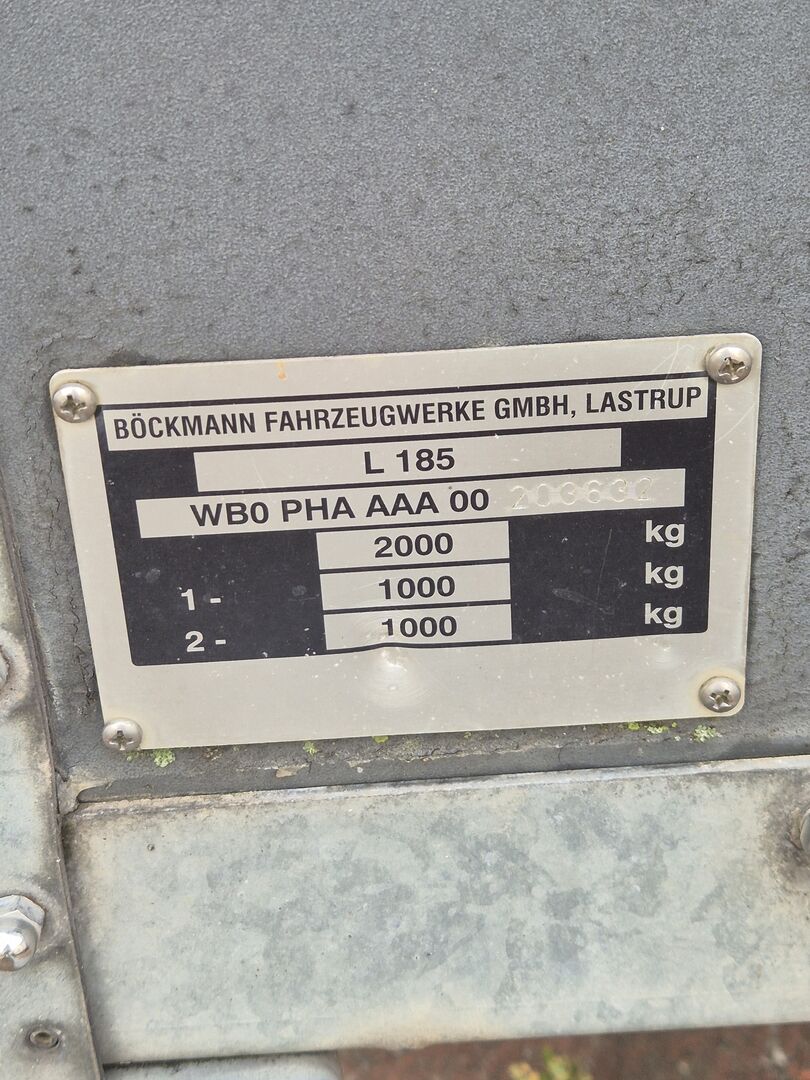 BÖCKMANN FAHRZEUGWERKE GMBH, LASTRUP
L 185
WB0 PHA AAA 00
2000 kg
1- 1000 kg
2- 1000 kg